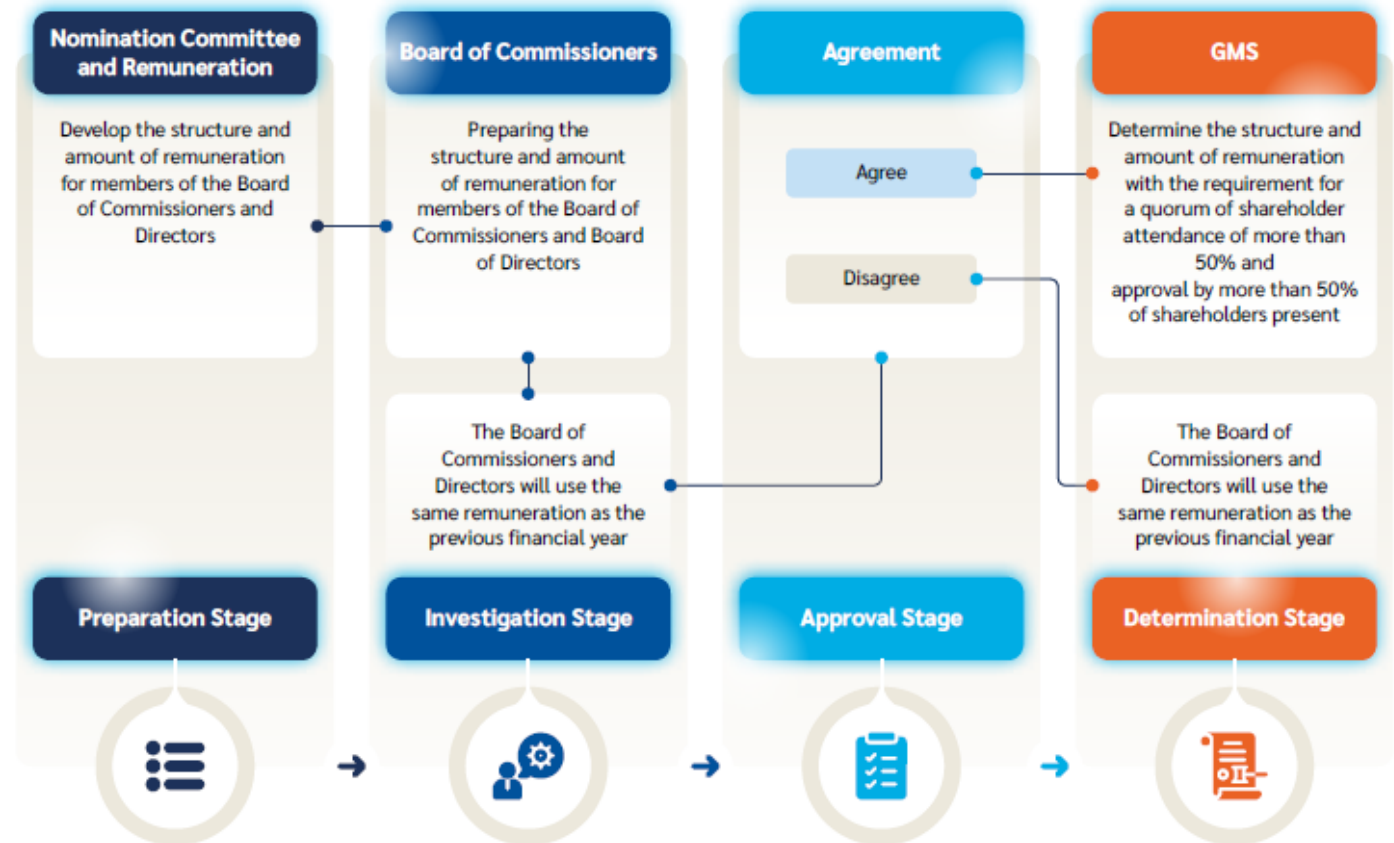 Nomination Committee
and Remuneration
Develop the structure and
amount of remuneration
for members of the Board
of Commissioners and
Directors
Preparation Stage
Board of Commissioners
Preparing the
structure and amount
of remuneration for
members of the Board of
Commissioners and Board
of Directors
The Board of
Commissioners and
Directors will use the
same remuneration as the
previous financial year
Investigation Stage
Agreement
Agree
Disagree
Approval Stage
GMS
Determine the structure and
amount of remuneration
with the requirement for
a quorum of shareholder
attendance of more than
50% and
approval by more than 50%
of shareholders present
The Board of
Commissioners and
Directors will use the
same remuneration as the
previous financial year
Determination Stage